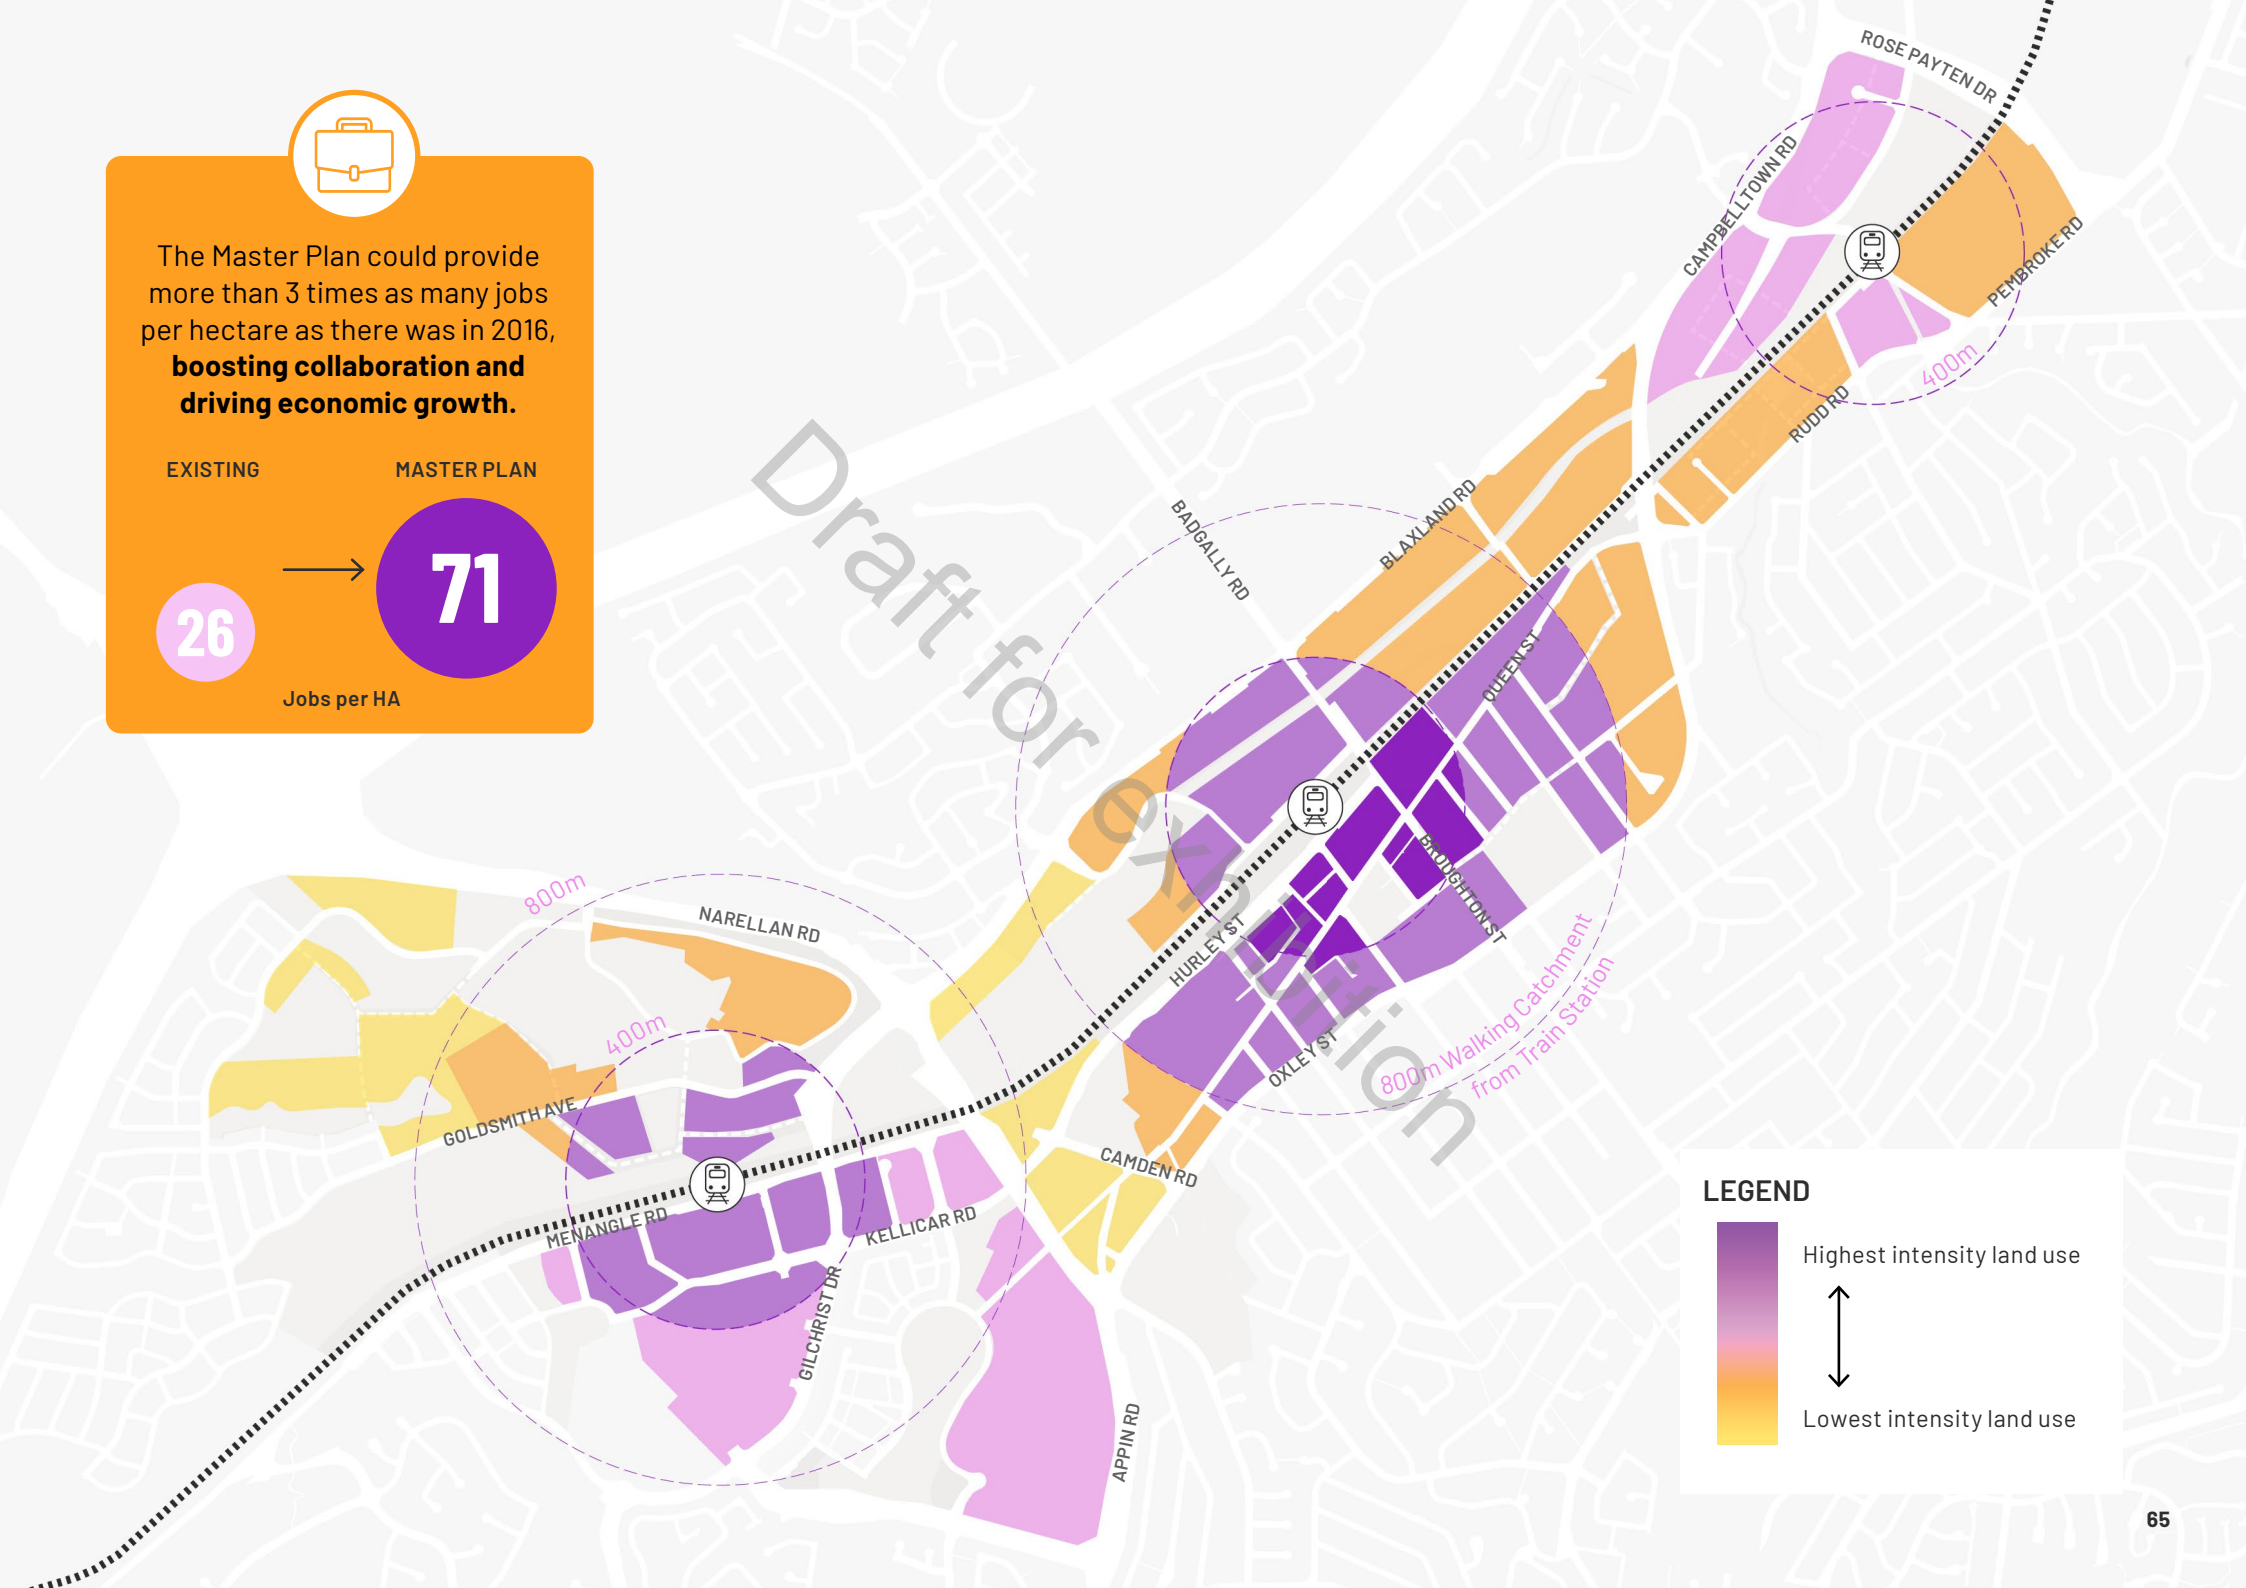 The Master Plan could provide
more than 3 times as many jobs
per hectare as there was in 2016,
boosting collaboration and
driving economic growth.
EXISTING
MASTER PLAN
26
71
Jobs per HA
ROSE PAYTEN DR
CAMPBELLTOWN RD
PEMBROKE RD
400m
RUDD RD
BLAXLAND RD
BADGALLY RD
QUEEN ST
BROUGHTON ST
HURLEY ST
OXLEY ST
800m Walking Catchment
from Train Station
Draft for exhibition
800m
NARELLAN RD
400m
GOLDSMITH AVE
MENANGLE RD
KELLICAR RD
CAMDEN RD
GILCHRIST DR
APPIN RD
LEGEND
Highest intensity land use
Lowest intensity land use
65